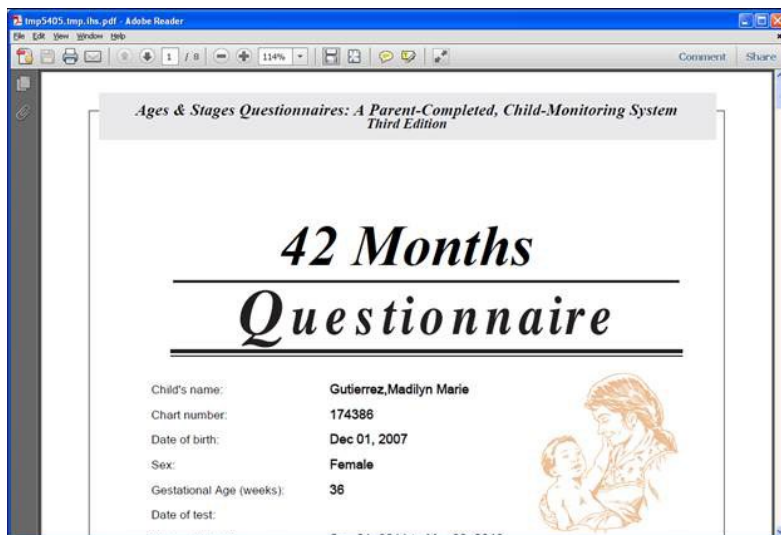 tmp5405.tmp.ihs.pdf - Adobe Reader
File Edit View Window Help
1 / 8 114% Comment Share
Ages & Stages Questionnaires: A Parent-Completed, Child-Monitoring System
Third Edition
42 Months
Questionnaire
Child's name: Gutierrez,Madilyn Marie
Chart number: 174386
Date of birth: Dec 01, 2007
Sex: Female
Gestational Age (weeks): 36
Date of test: